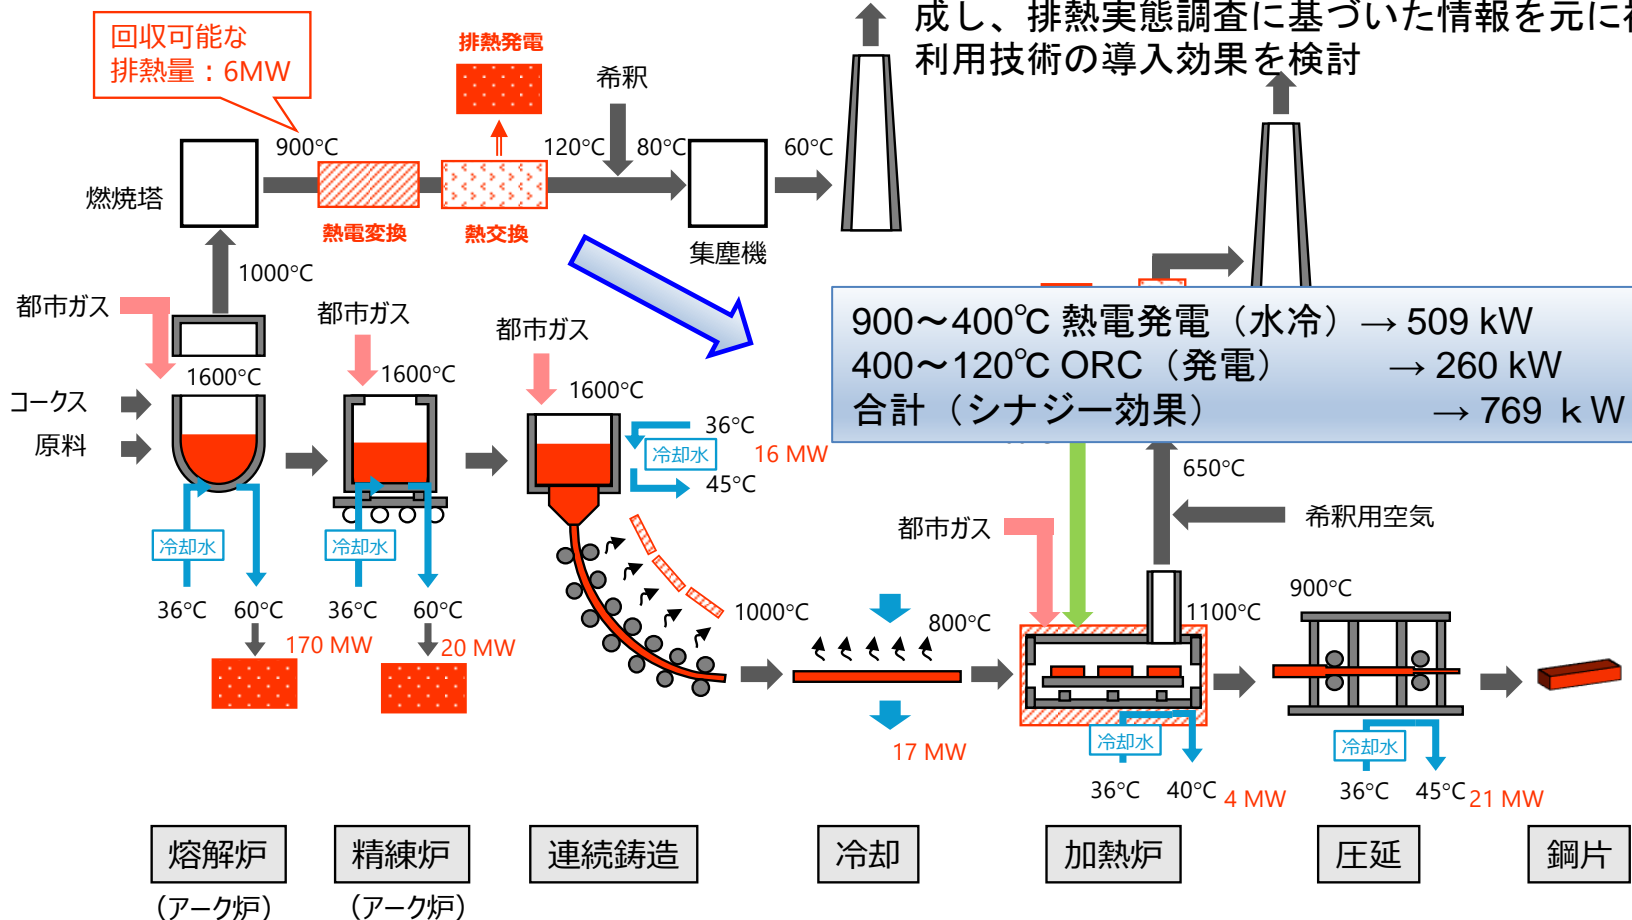 成し、排熱実態調査に基づいた情報を元に
利用技術の導入効果を検討
回収可能な
排熱量：6MW
排熱発電
希釈
900℃
120℃
80℃
60℃
燃焼塔
熱電変換
熱交換
集塵機
1000℃
都市ガス
都市ガス
都市ガス
900～400℃ 熱電発電（水冷）→ 509 kW
400～120℃ ORC（発電） → 260 kW
合計（シナジー効果） → 769 ｋW
1600℃
1600℃
1600℃
コークス
原料
36℃
冷却水
16 MW
45℃
650℃
都市ガス
希釈用空気
冷却水
冷却水
36℃
60℃
36℃
60℃
170 MW
20 MW
1000℃
800℃
1100℃
900℃
17 MW
冷却水
冷却水
36℃
40℃
4 MW
36℃
45℃
21 MW
熔解炉
精練炉
連続鋳造
冷却
加熱炉
圧延
鋼片
（アーク炉）
（アーク炉）